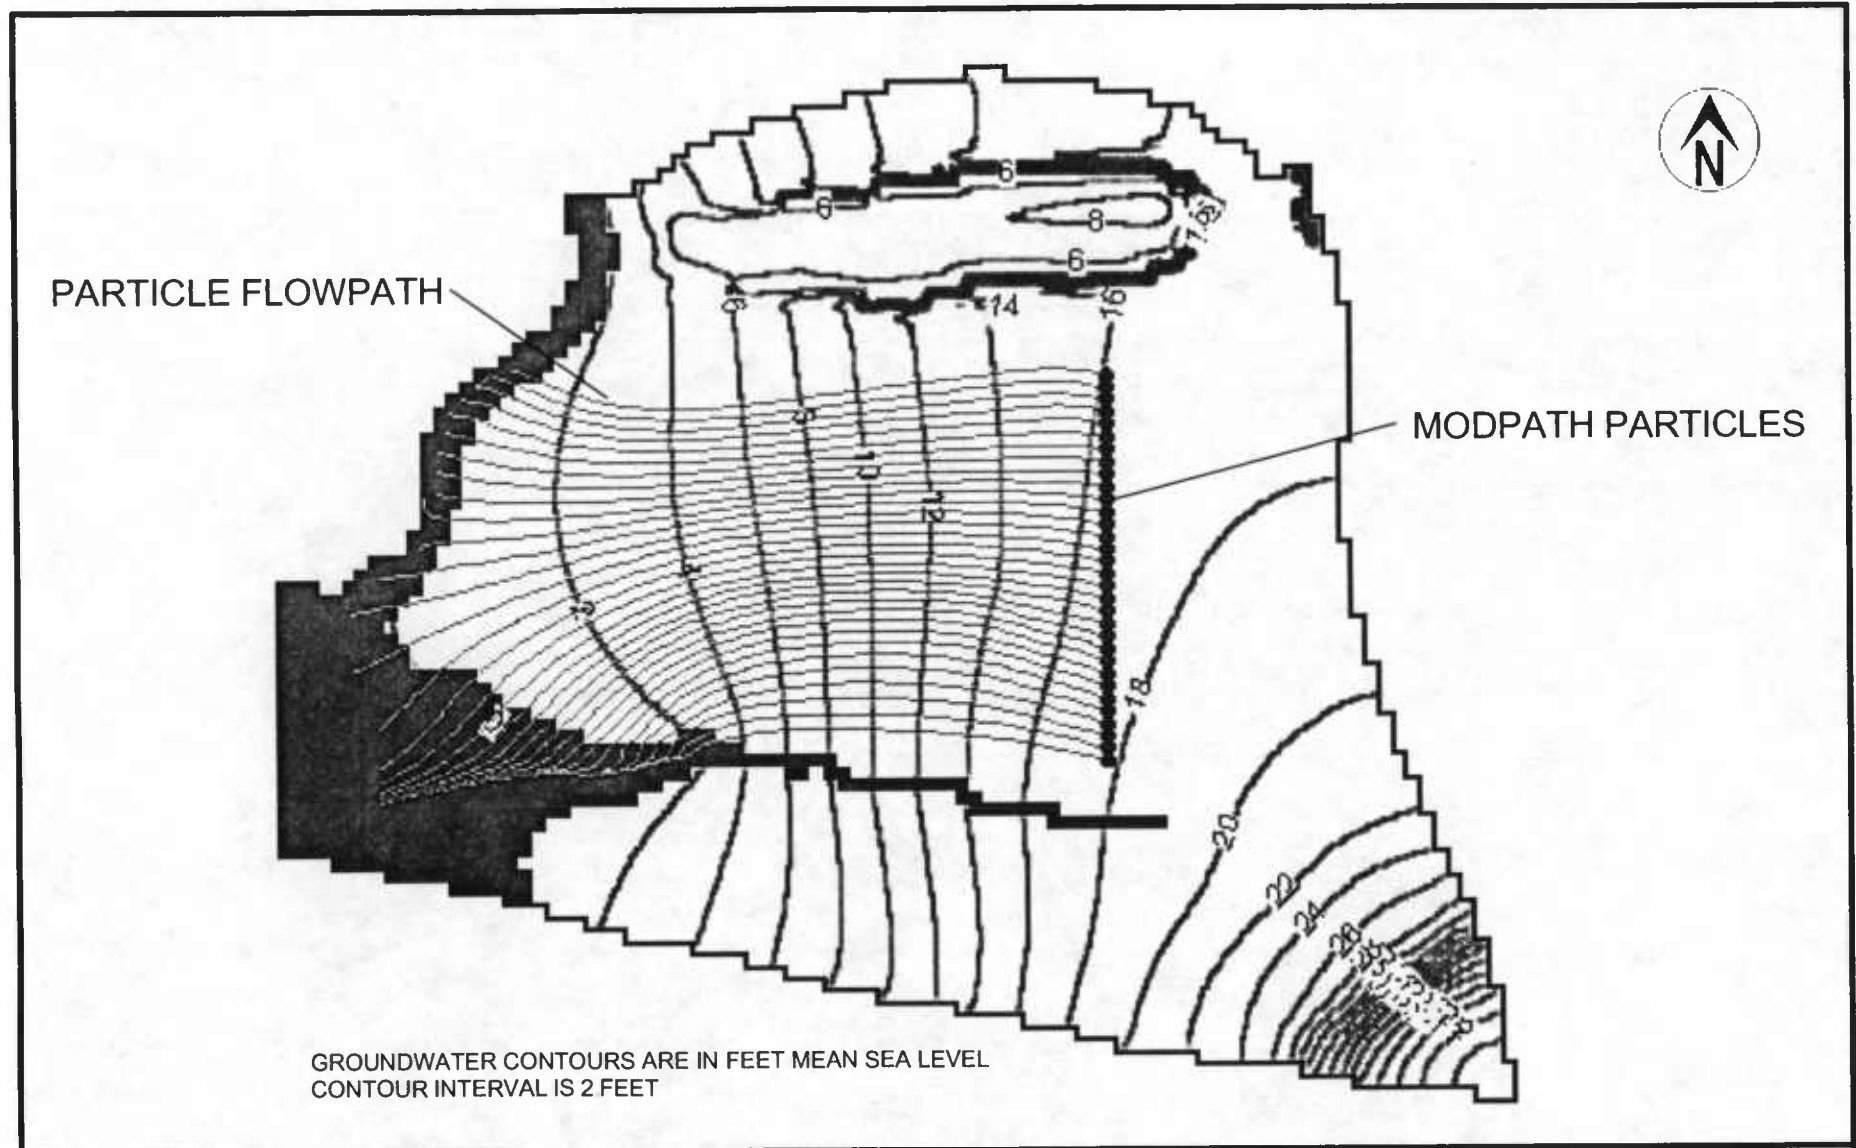 N
6
6
8
6
PARTICLE FLOWPATH
14
16
MODPATH PARTICLES
10
12
18
20
22
24
26
GROUNDWATER CONTOURS ARE IN FEET MEAN SEA LEVEL
CONTOUR INTERVAL IS 2 FEET